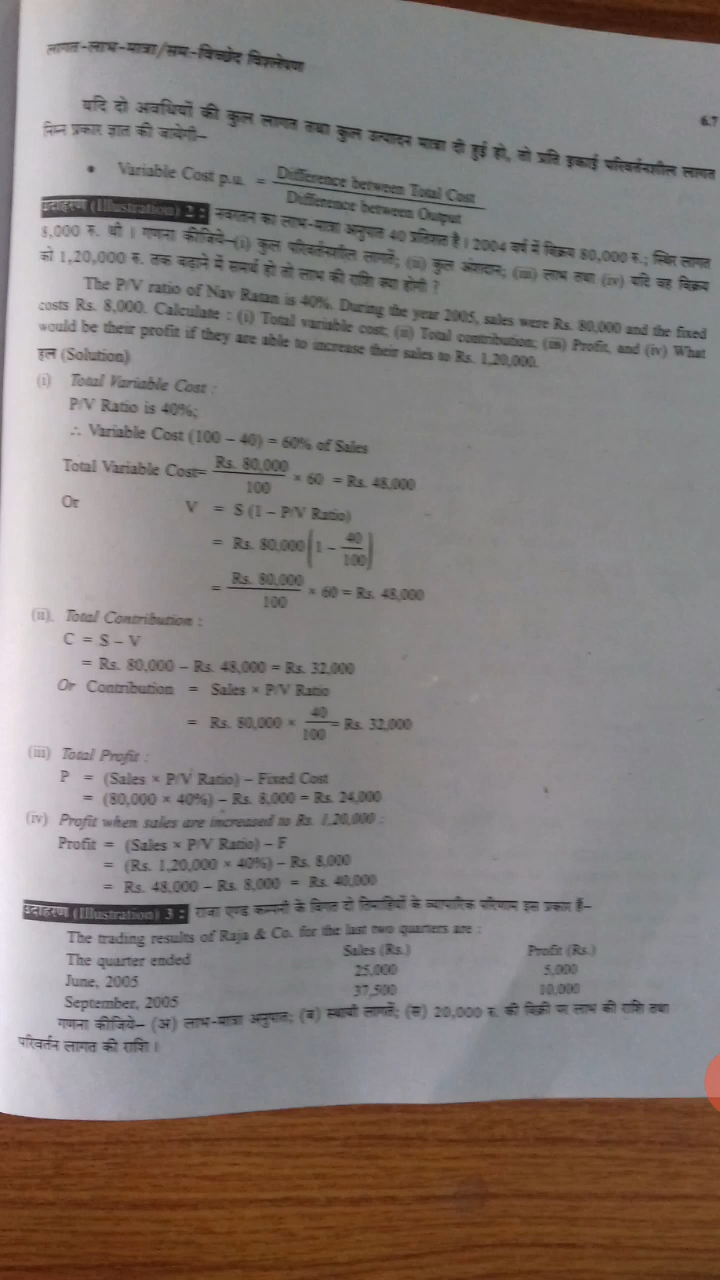 लागत-लाभ-मात्रा/सम-विच्छेद विश्लेषण
6.7
यदि दो अवधियों की कुल लागत तथा कुल उत्पादन मात्रा दी हुई हो, तो प्रति इकाई परिवर्तनशील लागत
निम्न प्रकार ज्ञात की जायेगी–
• Variable Cost p.u. = Difference between Total Cost / Difference between Output
उदाहरण (Illustration) 2 : नवरतन का लाभ-मात्रा अनुपात 40 प्रतिशत है। 2004 वर्ष में विक्रय 80,000 रु.; स्थिर लागत
8,000 रु. थी। गणना कीजिये–(i) कुल परिवर्तनशील लागतें; (ii) कुल अंशदान; (iii) लाभ तथा (iv) यदि वह विक्रय
को 1,20,000 रु. तक बढ़ाने में समर्थ हो तो लाभ की राशि क्या होगी ?
The P/V ratio of Nav Ratan is 40%. During the year 2005, sales were Rs. 80,000 and the fixed
costs Rs. 8,000. Calculate : (i) Total variable cost; (ii) Total contribution; (iii) Profit, and (iv) What
would be their profit if they are able to increase their sales to Rs. 1,20,000.
हल (Solution)
(i) Total Variable Cost :
P/V Ratio is 40%;
∴ Variable Cost (100 – 40) = 60% of Sales
Total Variable Cost= Rs. 80,000 / 100 × 60 = Rs. 48,000
Or V = S (1 – P/V Ratio)
= Rs. 80,000 (1 – 40/100)
= Rs. 80,000 / 100 × 60 = Rs. 48,000
(ii). Total Contribution :
C = S – V
= Rs. 80,000 – Rs. 48,000 = Rs. 32,000
Or Contribution = Sales × P/V Ratio
= Rs. 80,000 × 40/100 = Rs. 32,000
(iii) Total Profit :
P = (Sales × P/V Ratio) – Fixed Cost
= (80,000 × 40%) – Rs. 8,000 = Rs. 24,000
(iv) Profit when sales are increased to Rs. 1,20,000 :
Profit = (Sales × P/V Ratio) – F
= (Rs. 1,20,000 × 40%) – Rs. 8,000
= Rs. 48,000 – Rs. 8,000 = Rs. 40,000
उदाहरण (Illustration) 3 : राजा एण्ड कम्पनी के विगत दो तिमाहियों के व्यापारिक परिणाम इस प्रकार हैं–
The trading results of Raja & Co. for the last two quarters are :
The quarter ended Sales (Rs.) Profit (Rs.)
June, 2005 25,000 5,000
September, 2005 37,500 10,000
गणना कीजिये– (अ) लाभ-मात्रा अनुपात; (ब) स्थायी लागतें; (स) 20,000 रु. की बिक्री पर लाभ की राशि तथा
परिवर्तन लागत की राशि।